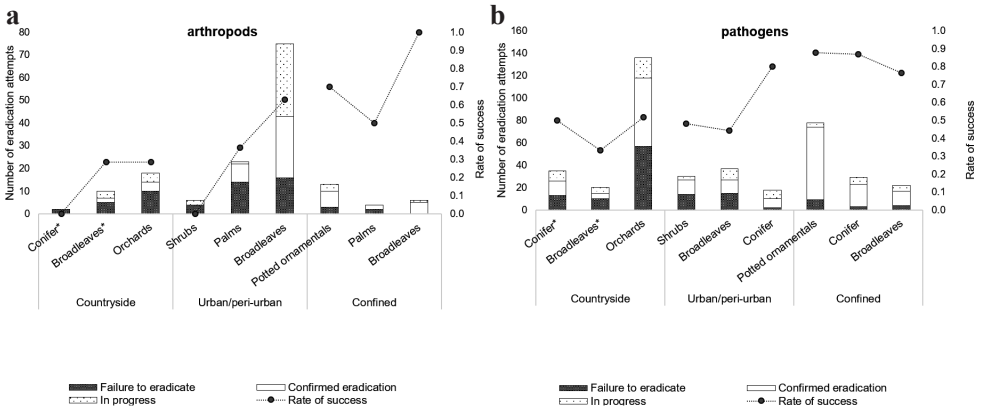 a
arthropods
Number of eradication attempts
80
70
60
50
40
30
20
10
0
1.0
0.9
0.8
0.7
0.6
0.5
0.4
0.3
0.2
0.1
0.0
Rate of success
Conifer*
Broadleaves*
Orchards
Shrubs
Palms
Broadleaves
Potted ornamentals
Palms
Broadleaves
Countryside
Urban/peri-urban
Confined
Failure to eradicate
Confirmed eradication
In progress
Rate of success
b
pathogens
Number of eradication attempts
160
140
120
100
80
60
40
20
0
1.0
0.9
0.8
0.7
0.6
0.5
0.4
0.3
0.2
0.1
0.0
Rate of success
Conifer*
Broadleaves*
Orchards
Shrubs
Broadleaves
Conifer
Potted ornamentals
Conifer
Broadleaves
Countryside
Urban/peri-urban
Confined
Failure to eradicate
Confirmed eradication
In progress
Rate of success